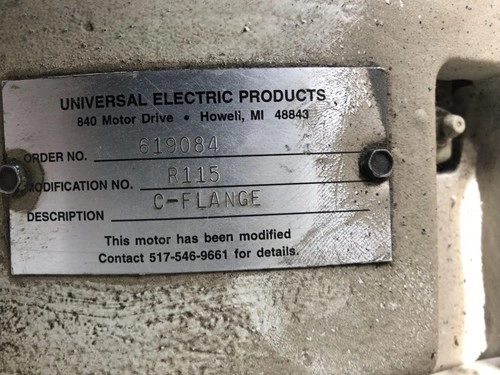 UNIVERSAL ELECTRIC PRODUCTS
840 Motor Drive • Howell, MI 48843
ORDER NO. 619084
MODIFICATION NO. R115
DESCRIPTION C-FLANGE
This motor has been modified
Contact 517-546-9661 for details.